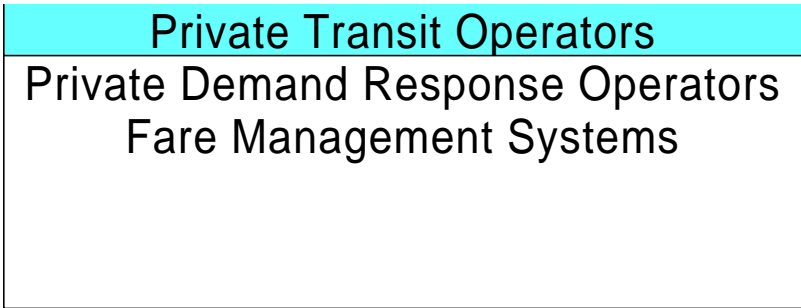 Private Transit Operators
Private Demand Response Operators
Fare Management Systems